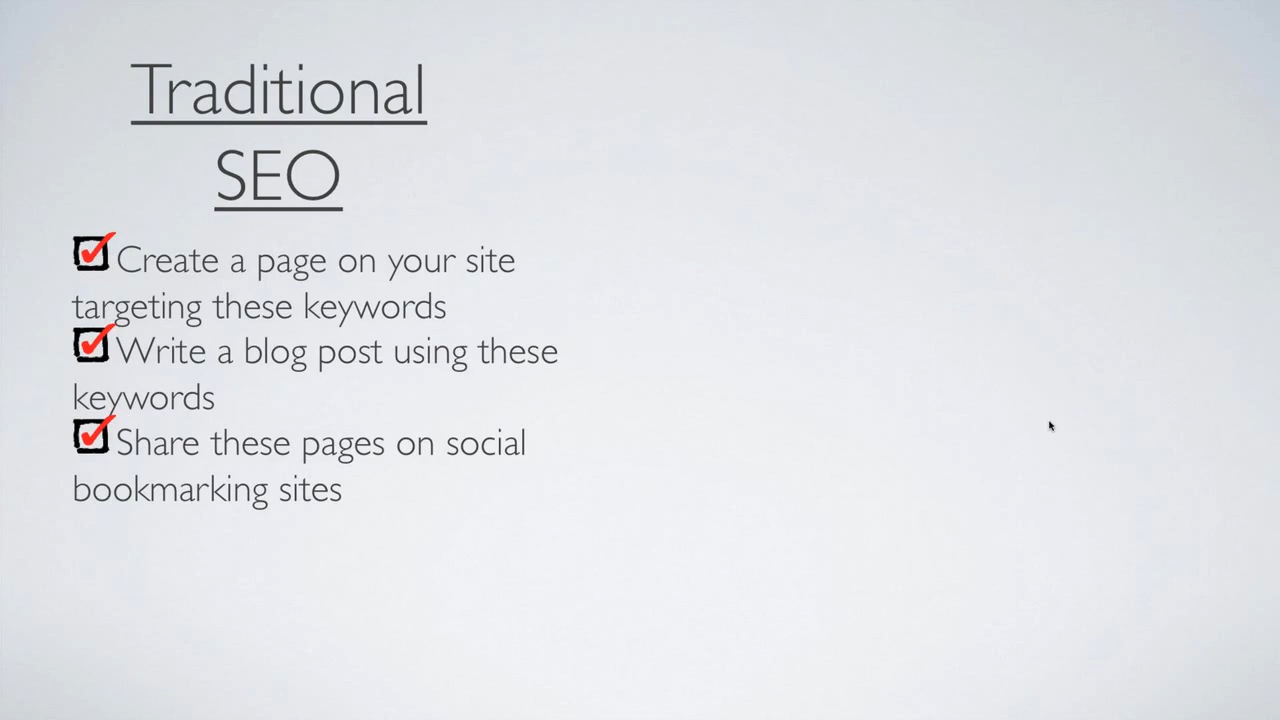 Traditional
SEO
Create a page on your site
targeting these keywords
Write a blog post using these
keywords
Share these pages on social
bookmarking sites